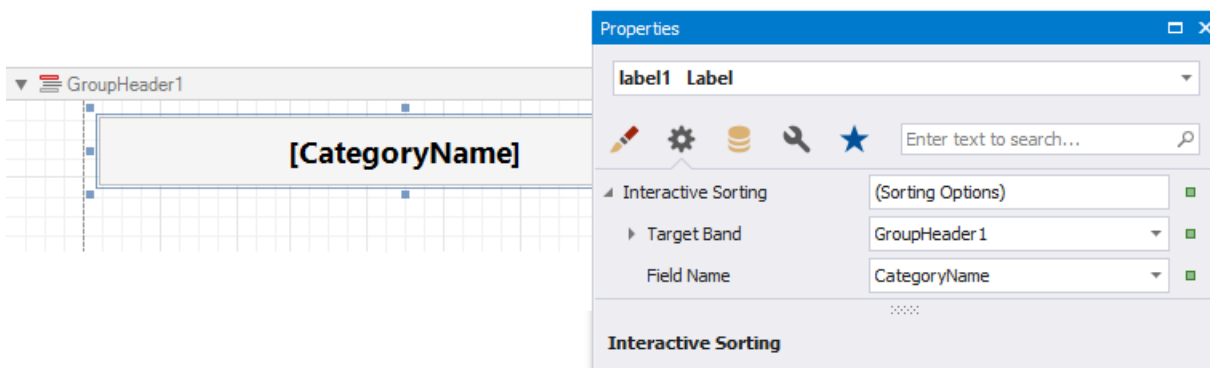 GroupHeader1
[CategoryName]
Properties
label1 Label
Enter text to search...
Interactive Sorting (Sorting Options)
Target Band GroupHeader1
Field Name CategoryName
Interactive Sorting